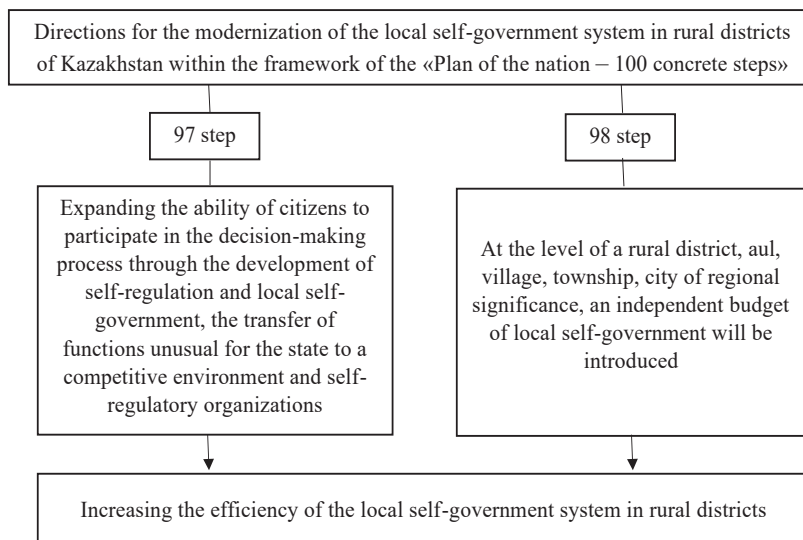 Directions for the modernization of the local self-government system in rural districts
of Kazakhstan within the framework of the «Plan of the nation – 100 concrete steps»
97 step
98 step
Expanding the ability of citizens to
participate in the decision-making
process through the development of
self-regulation and local self-
government, the transfer of
functions unusual for the state to a
competitive environment and self-
regulatory organizations
At the level of a rural district, aul,
village, township, city of regional
significance, an independent budget
of local self-government will be
introduced
Increasing the efficiency of the local self-government system in rural districts